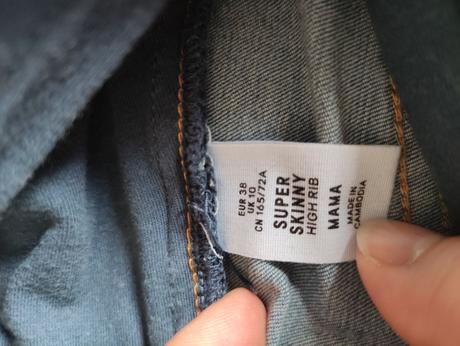 EUR 38
UK 10
CN 165/72A
SUPER
SKINNY
HIGH RIB
MAMA
MADE IN
CAMBODIA